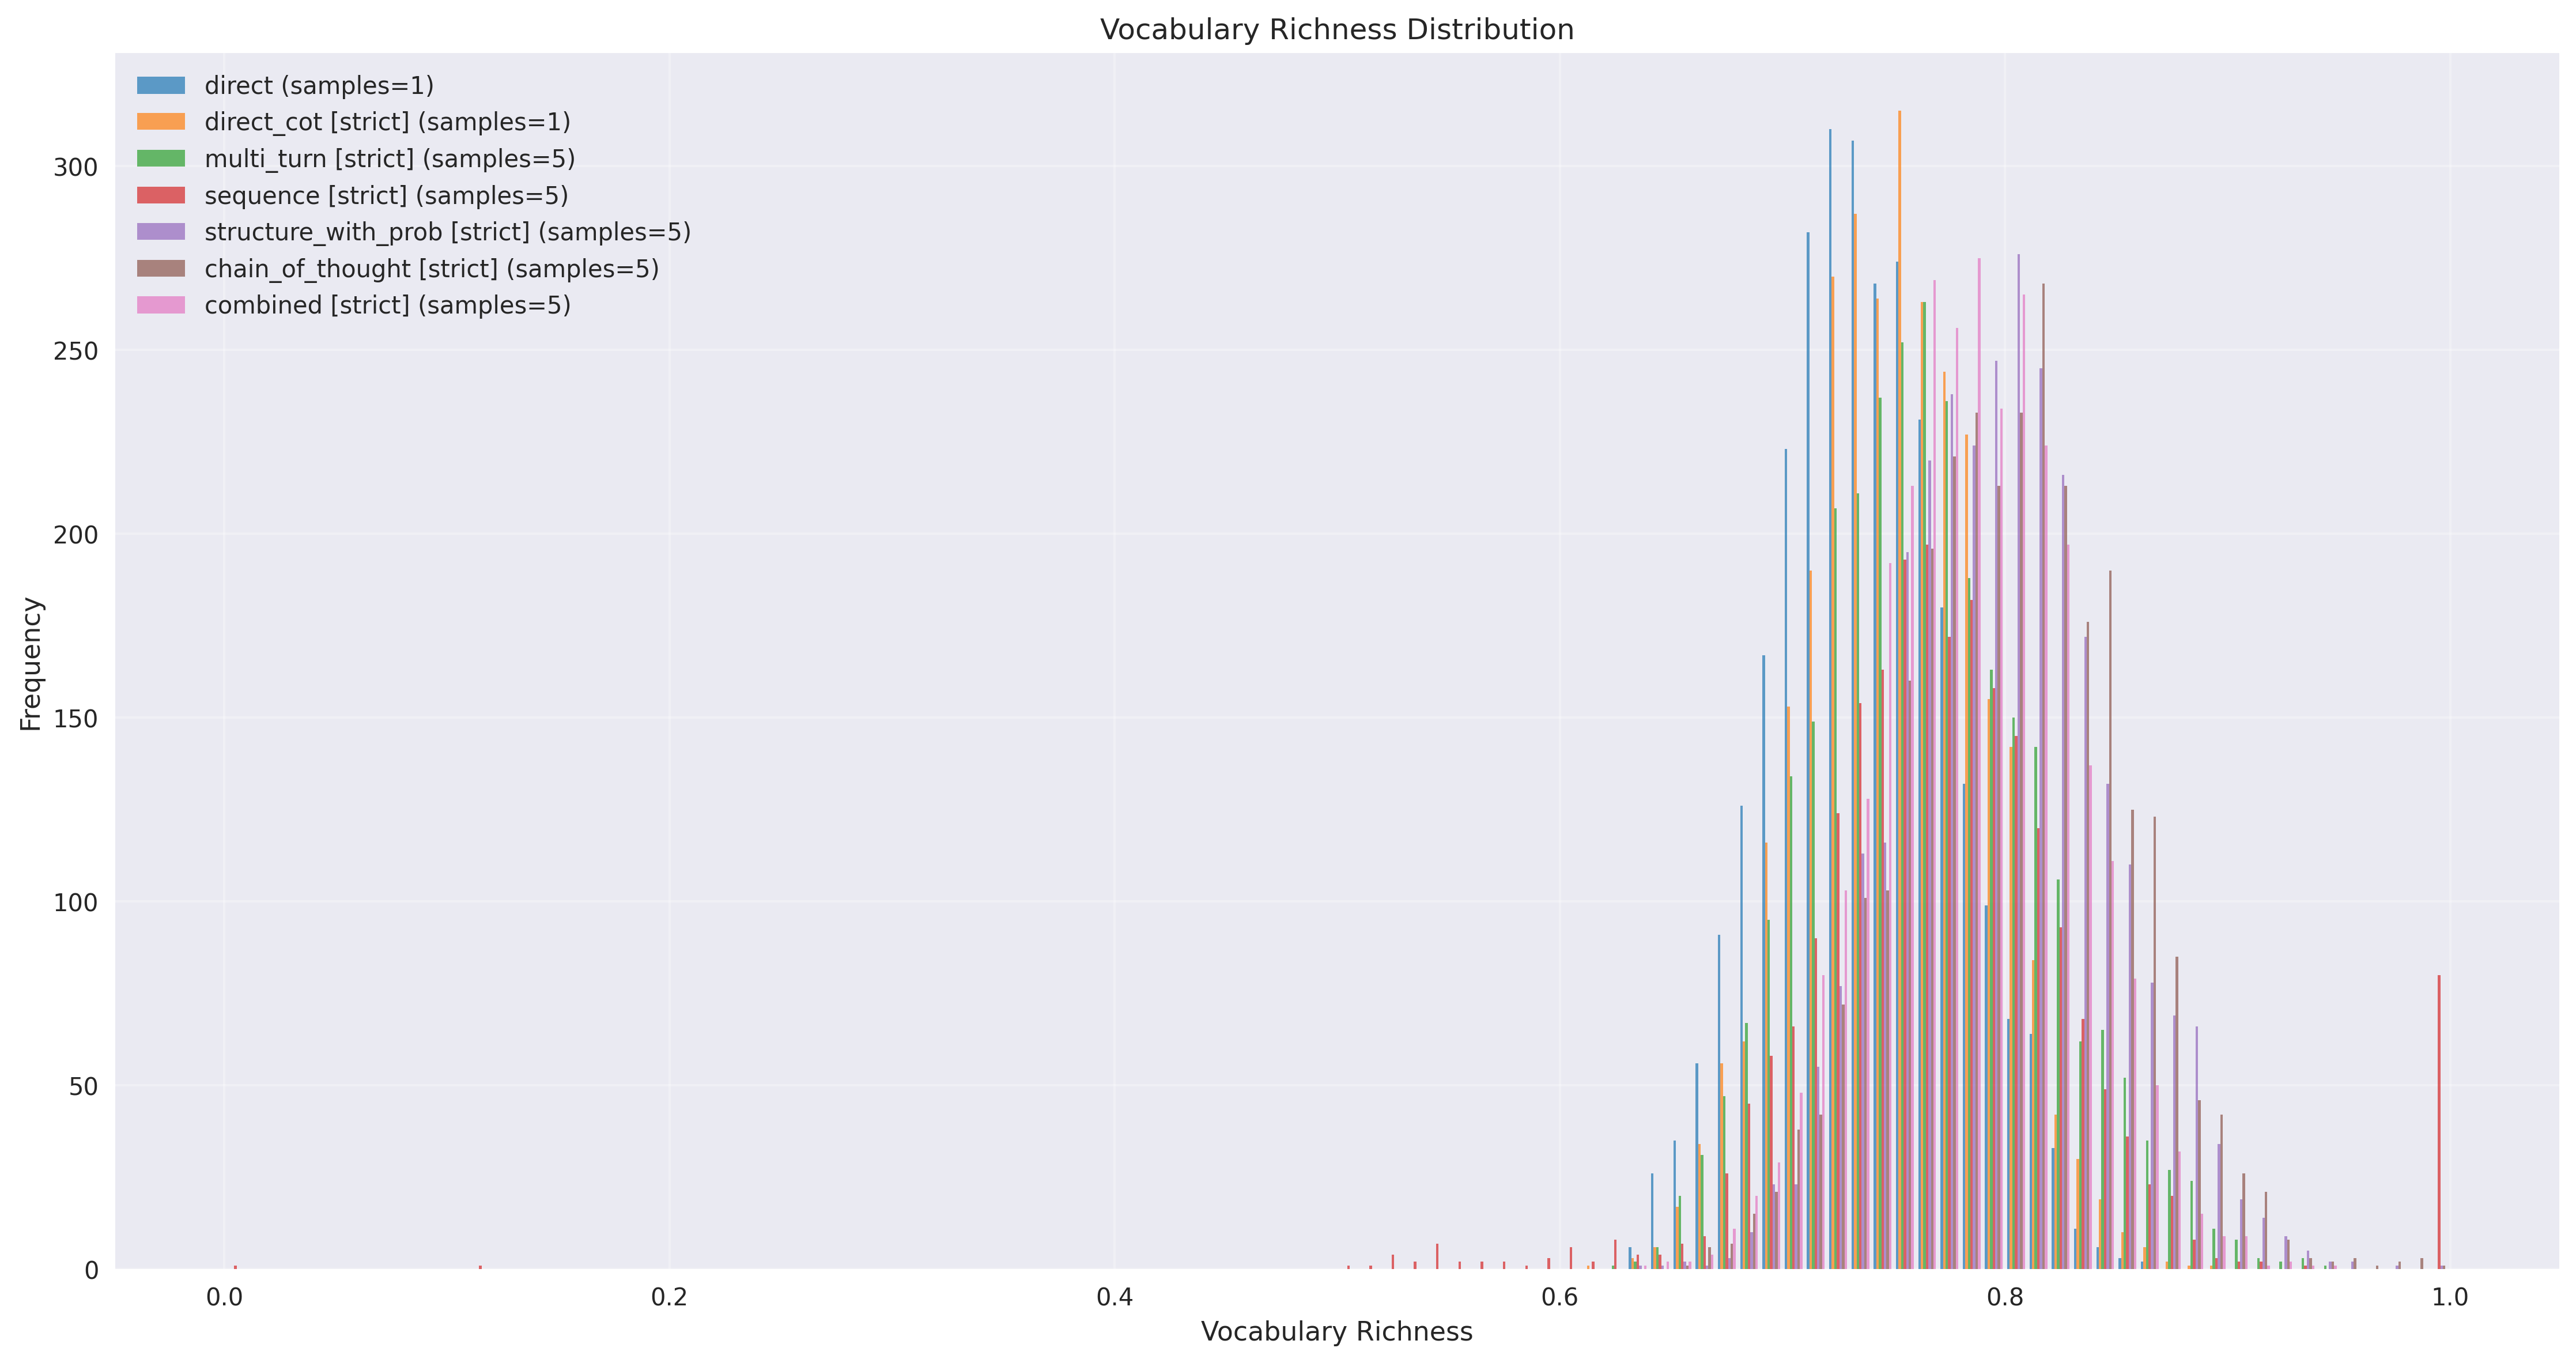 Vocabulary Richness Distribution
direct (samples=1)
direct_cot [strict] (samples=1)
multi_turn [strict] (samples=5)
sequence [strict] (samples=5)
structure_with_prob [strict] (samples=5)
chain_of_thought [strict] (samples=5)
combined [strict] (samples=5)
Frequency
300
250
200
150
100
50
0
0.0 0.2 0.4 0.6 0.8 1.0
Vocabulary Richness